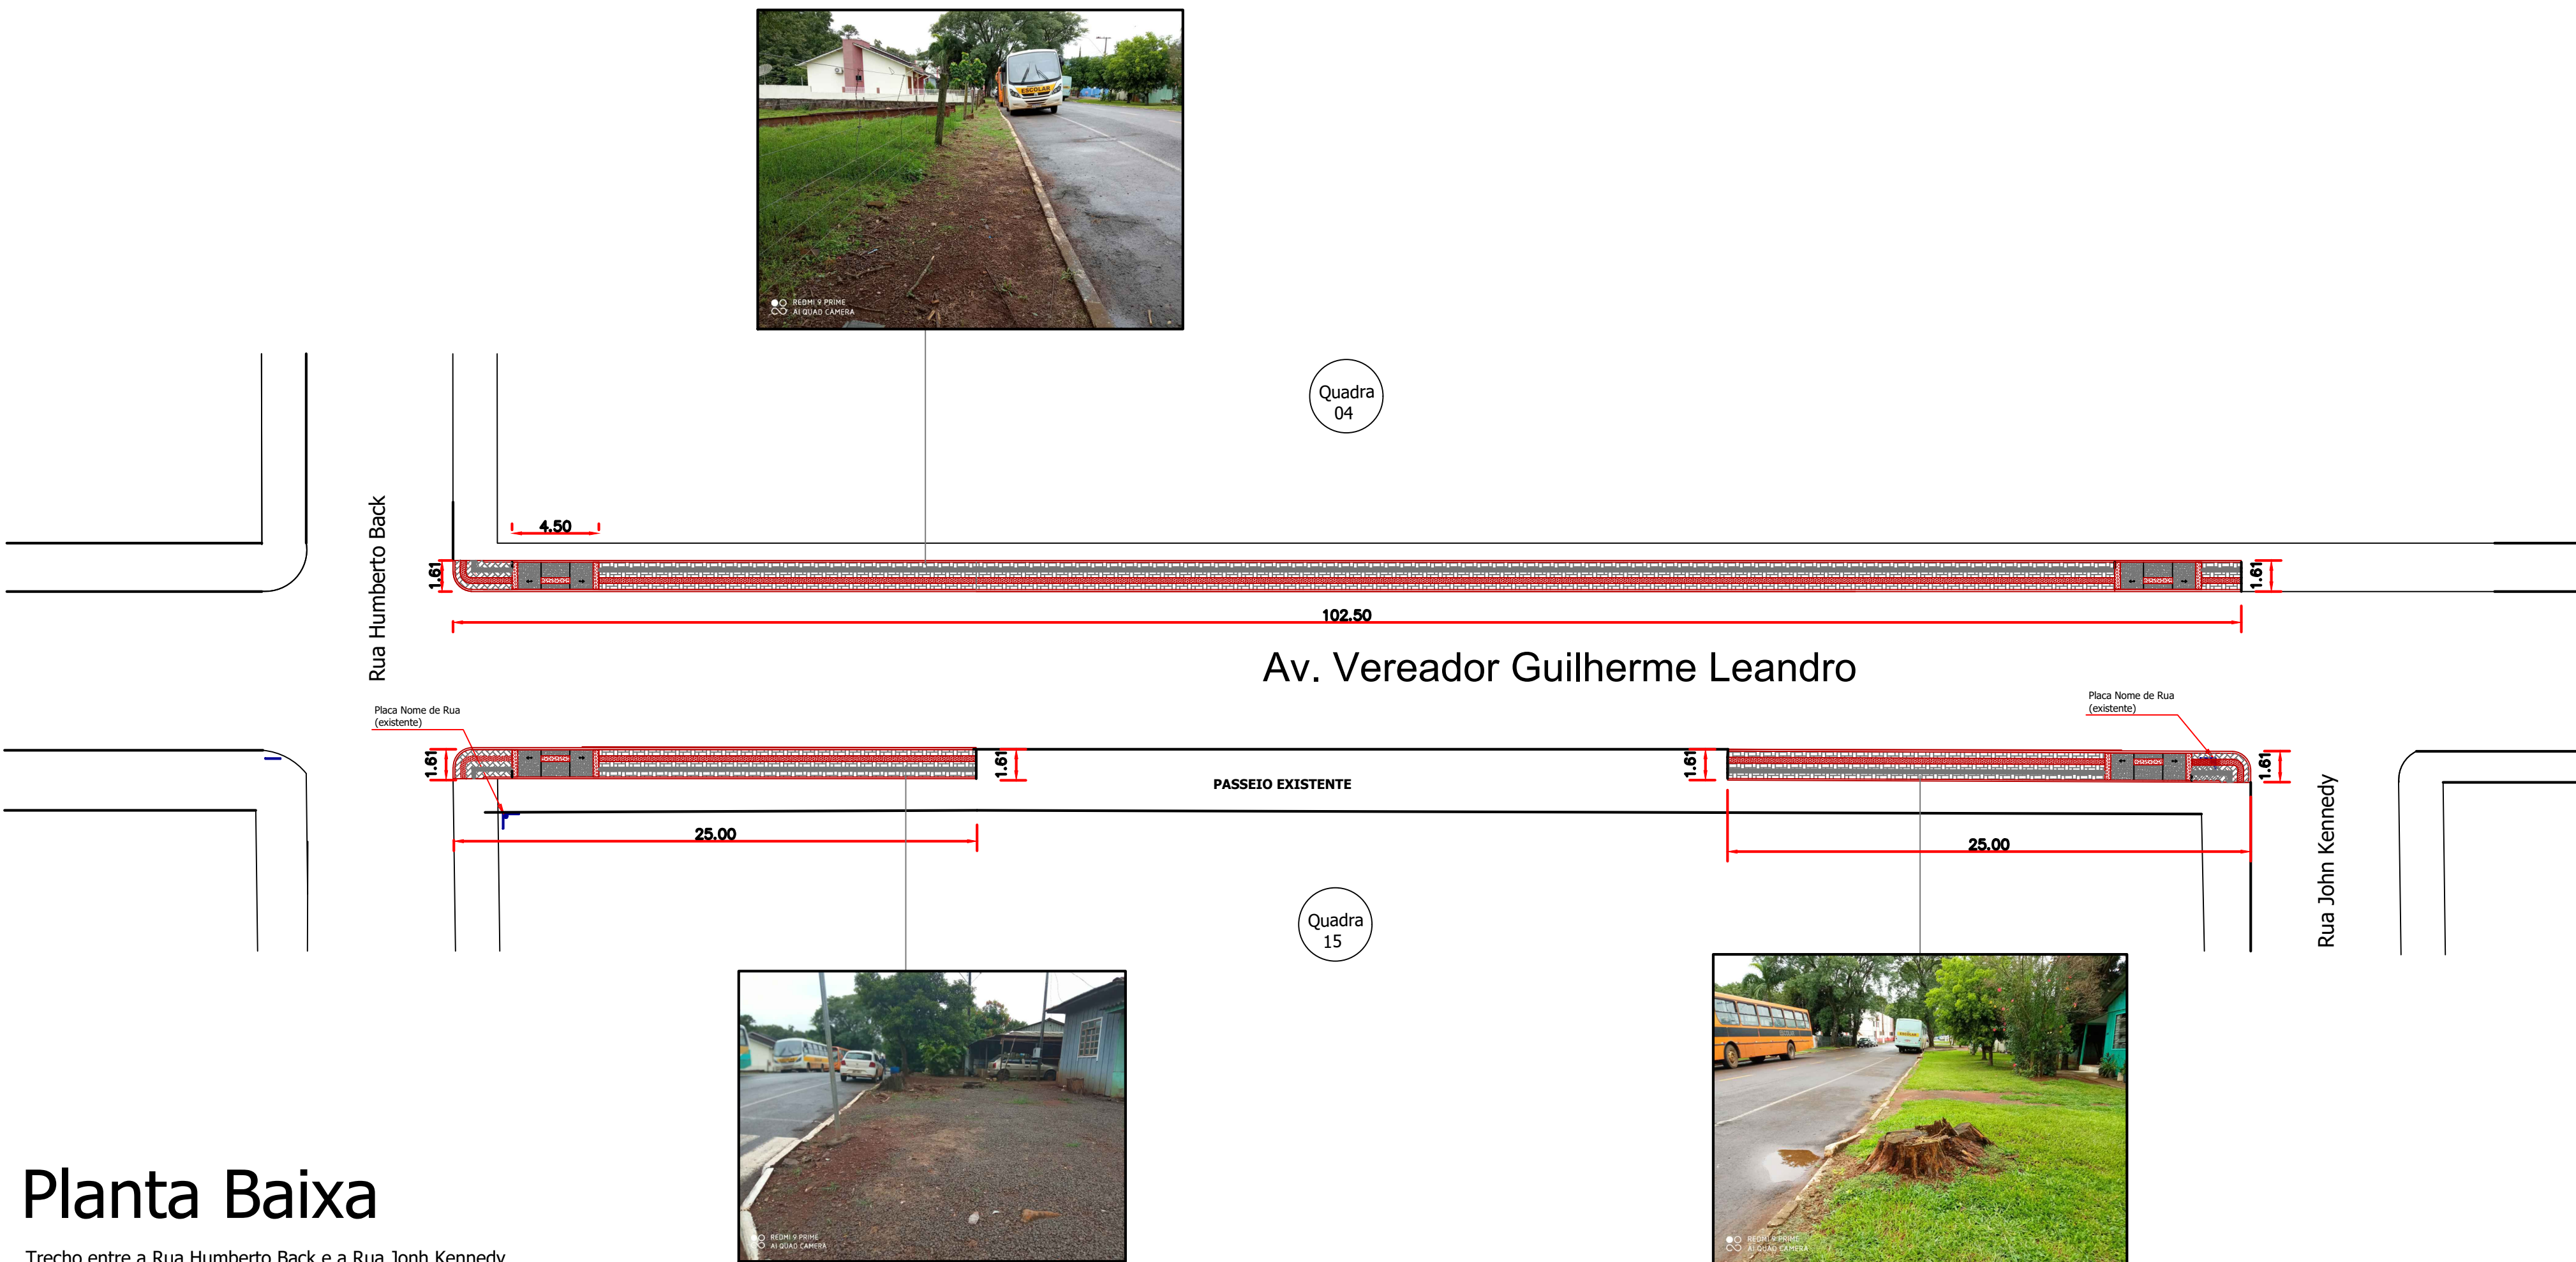 ESCOLAR
REDMI 9 PRIME
AI QUAD CAMERA
Quadra
04
Rua Humberto Back
4.50
1.61
1.61
102.50
Av. Vereador Guilherme Leandro
Placa Nome de Rua
(existente)
Placa Nome de Rua
(existente)
1.61
1.61
PASSEIO EXISTENTE
1.61
1.61
25.00
25.00
Rua John Kennedy
Quadra
15
ESCOLAR
REDMI 9 PRIME
AI QUAD CAMERA
REDMI 9 PRIME
AI QUAD CAMERA
Planta Baixa
Trecho entre a Rua Humberto Back e a Rua Jonh Kennedy